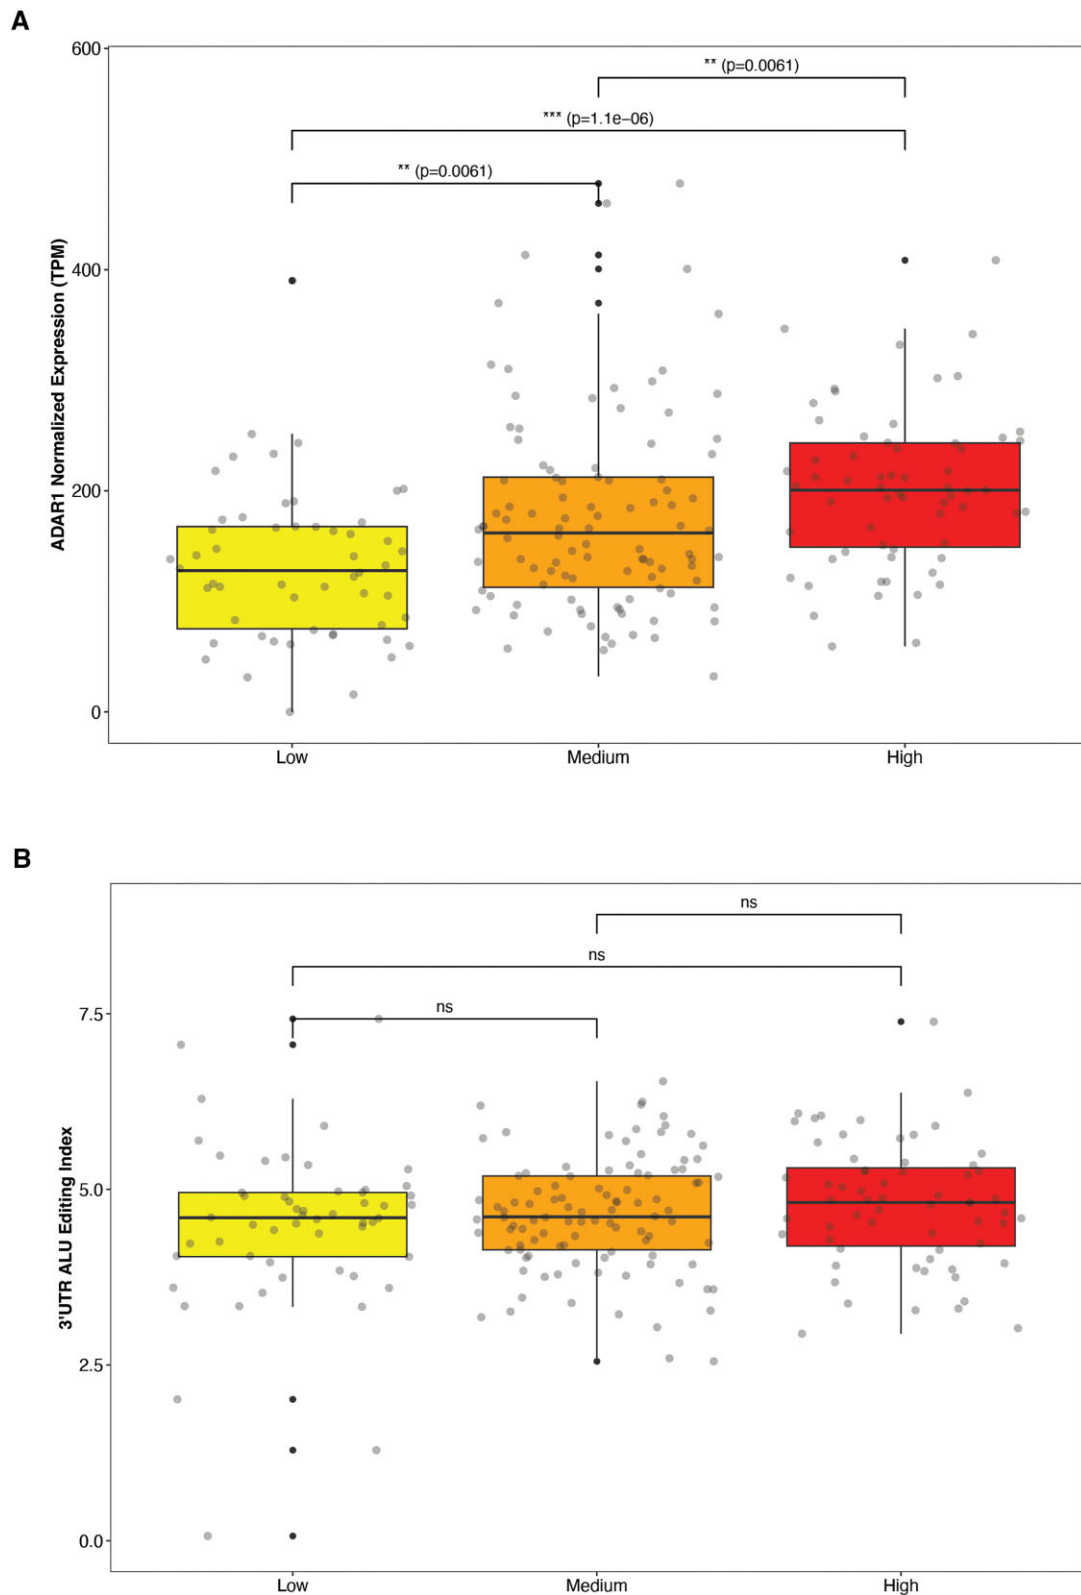 A
600
** (p=0.0061)
*** (p=1.1e−06)
** (p=0.0061)
400
ADAR1 Normalized Expression (TPM)
200
0
Low Medium High
B
ns
ns
ns
7.5
5.0
3'UTR ALU Editing Index
2.5
0.0
Low Medium High